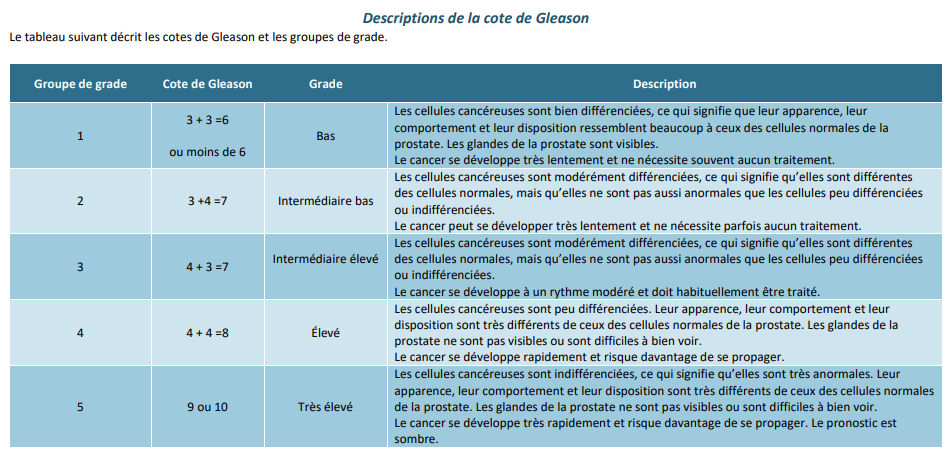 Descriptions de la cote de Gleason
Le tableau suivant décrit les cotes de Gleason et les groupes de grade.
Groupe de grade Cote de Gleason Grade Description
1
3 + 3 =6
ou moins de 6
Bas
Les cellules cancéreuses sont bien différenciées, ce qui signifie que leur apparence, leur
comportement et leur disposition ressemblent beaucoup à ceux des cellules normales de la
prostate. Les glandes de la prostate sont visibles.
Le cancer se développe très lentement et ne nécessite souvent aucun traitement.
2
3 +4 =7
Intermédiaire bas
Les cellules cancéreuses sont modérément différenciées, ce qui signifie qu’elles sont différentes
des cellules normales, mais qu’elles ne sont pas aussi anormales que les cellules peu différenciées
ou indifférenciées.
Le cancer peut se développer très lentement et ne nécessite parfois aucun traitement.
3
4 + 3 =7
Intermédiaire élevé
Les cellules cancéreuses sont modérément différenciées, ce qui signifie qu’elles sont différentes
des cellules normales, mais qu’elles ne sont pas aussi anormales que les cellules peu différenciées
ou indifférenciées.
Le cancer se développe à un rythme modéré et doit habituellement être traité.
4
4 + 4 =8
Élevé
Les cellules cancéreuses sont peu différenciées. Leur apparence, leur comportement et leur
disposition sont très différents de ceux des cellules normales de la prostate. Les glandes de la
prostate ne sont pas visibles ou sont difficiles à bien voir.
Le cancer se développe rapidement et risque davantage de se propager.
5
9 ou 10
Très élevé
Les cellules cancéreuses sont indifférenciées, ce qui signifie qu’elles sont très anormales. Leur
apparence, leur comportement et leur disposition sont très différents de ceux des cellules normales
de la prostate. Les glandes de la prostate ne sont pas visibles ou sont difficiles à bien voir.
Le cancer se développe très rapidement et risque davantage de se propager. Le pronostic est
sombre.